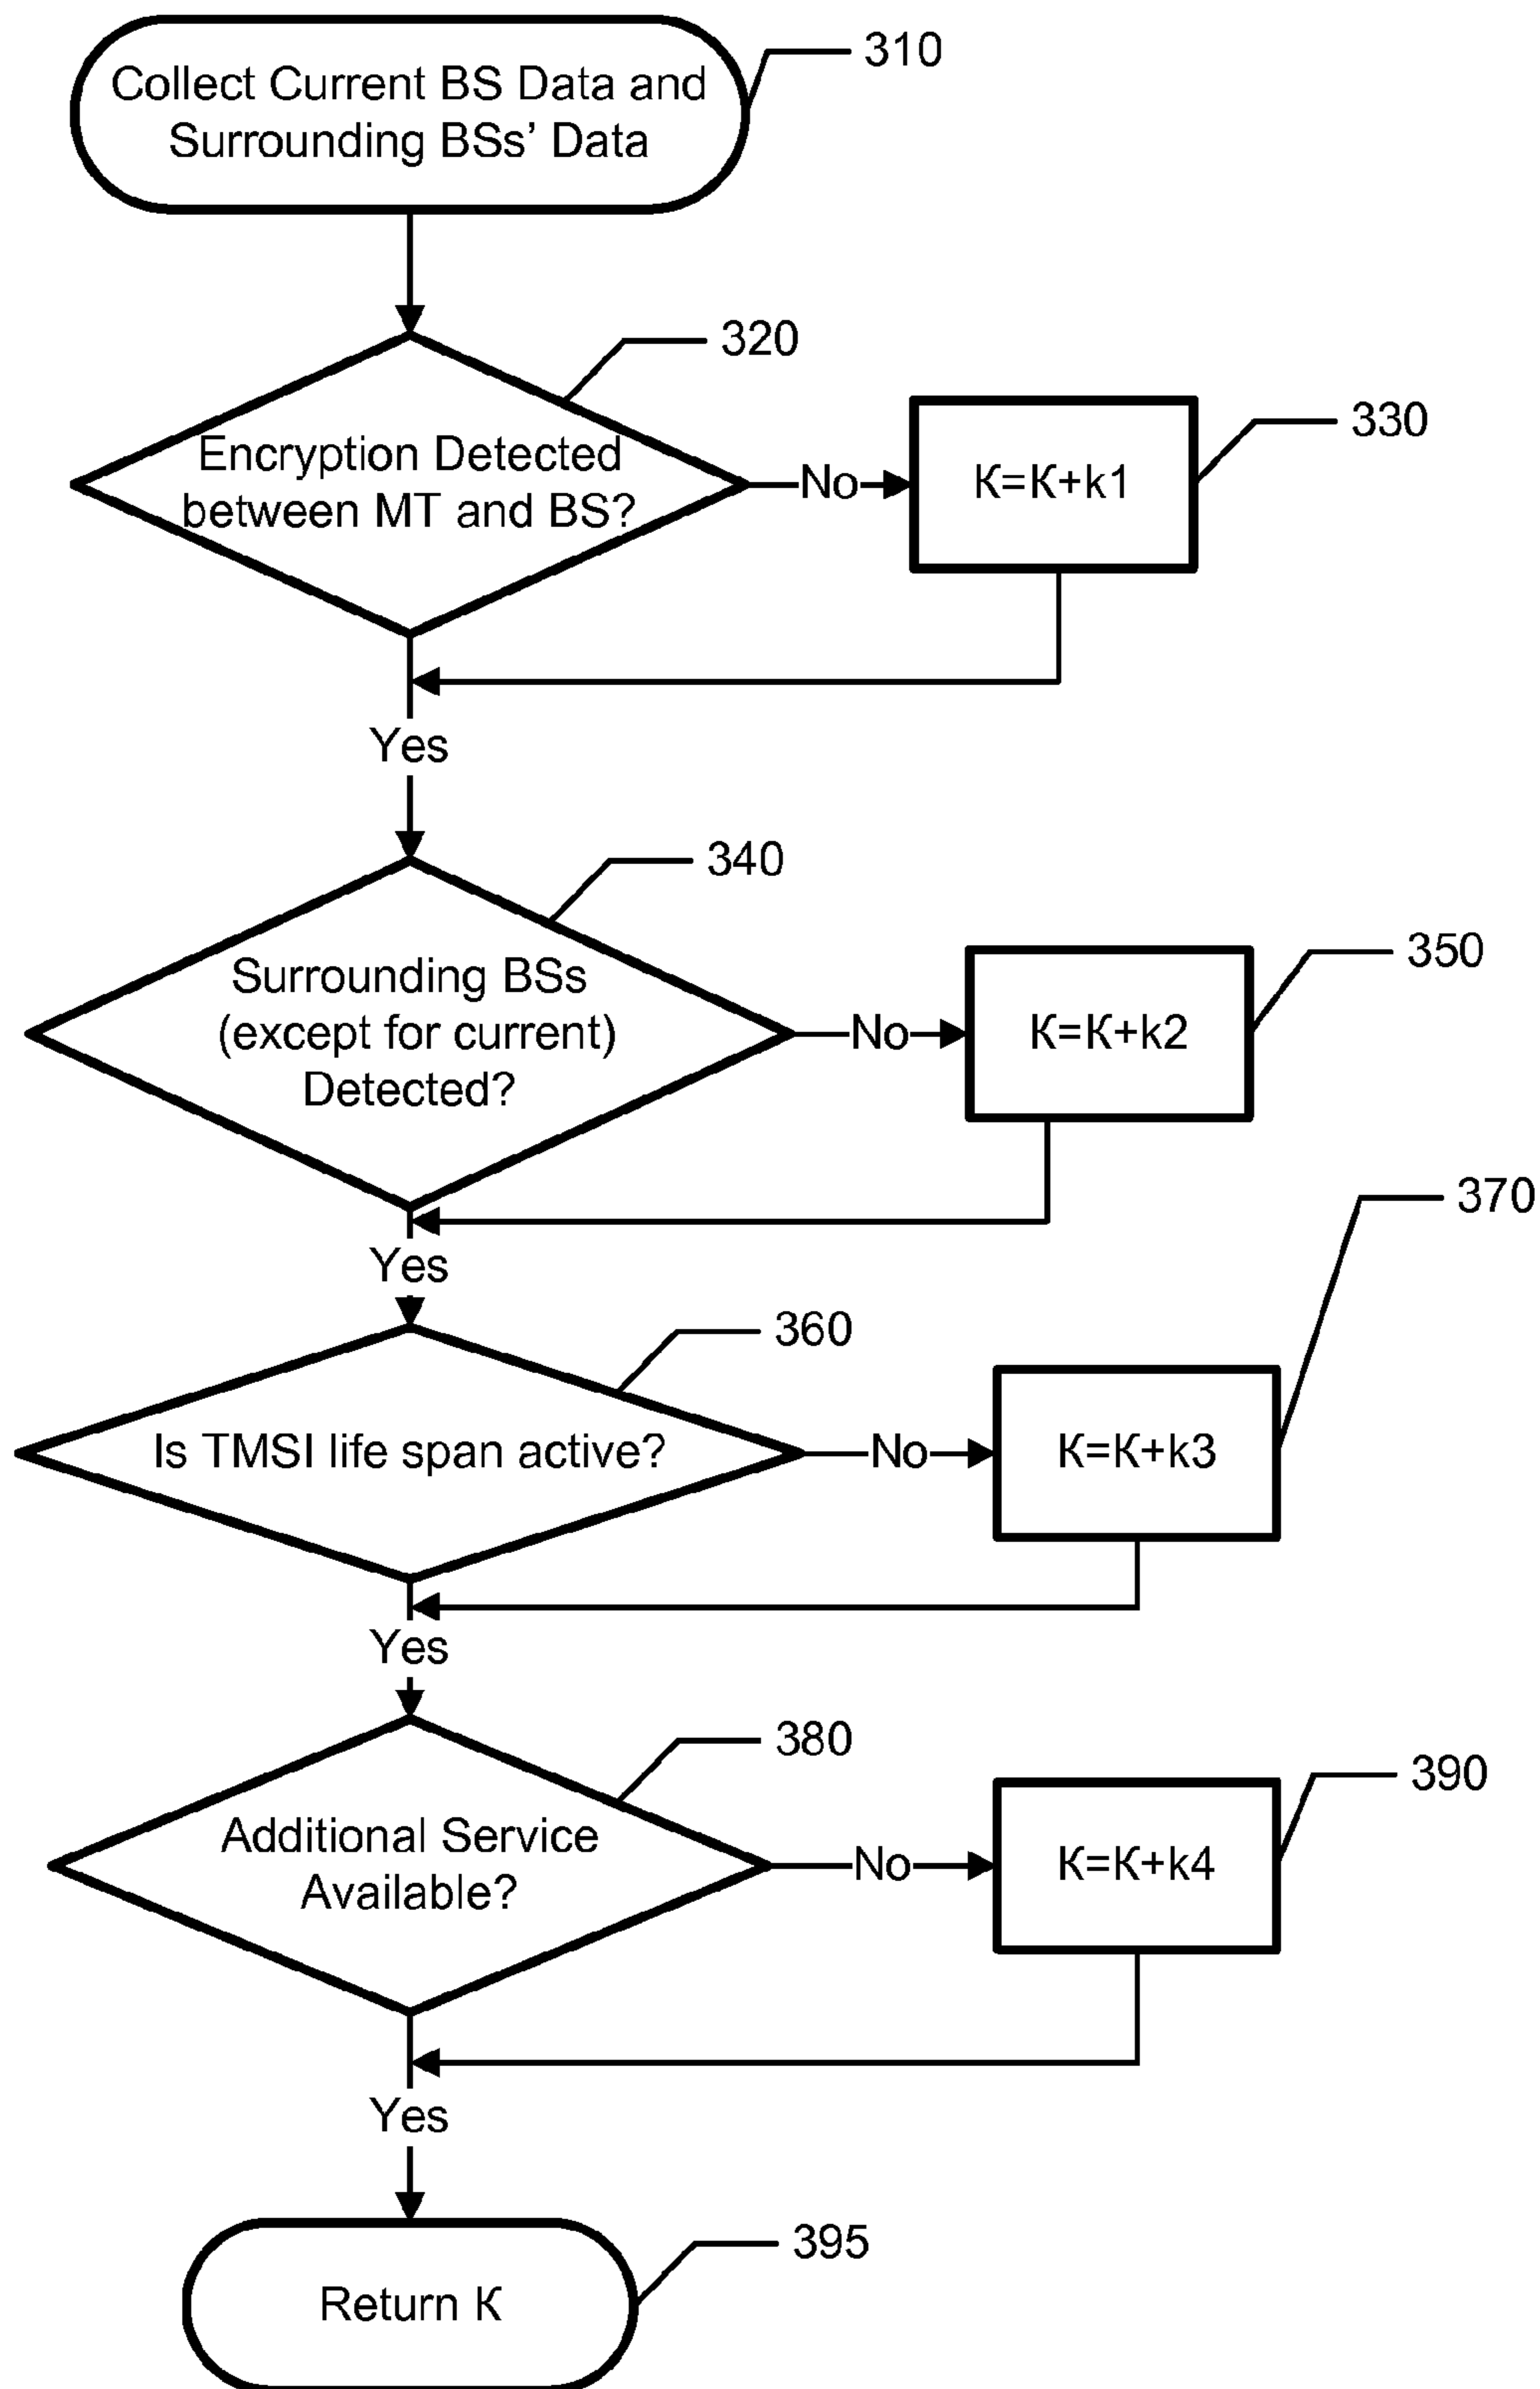 Collect Current BS Data and
Surrounding BSs' Data
310
320
Encryption Detected
between MT and BS?
No
K=K+k1
330
Yes
340
Surrounding BSs
(except for current)
Detected?
No
K=K+k2
350
Yes
360
370
Is TMSI life span active?
No
K=K+k3
Yes
380
Additional Service
Available?
No
K=K+k4
390
Yes
395
Return K